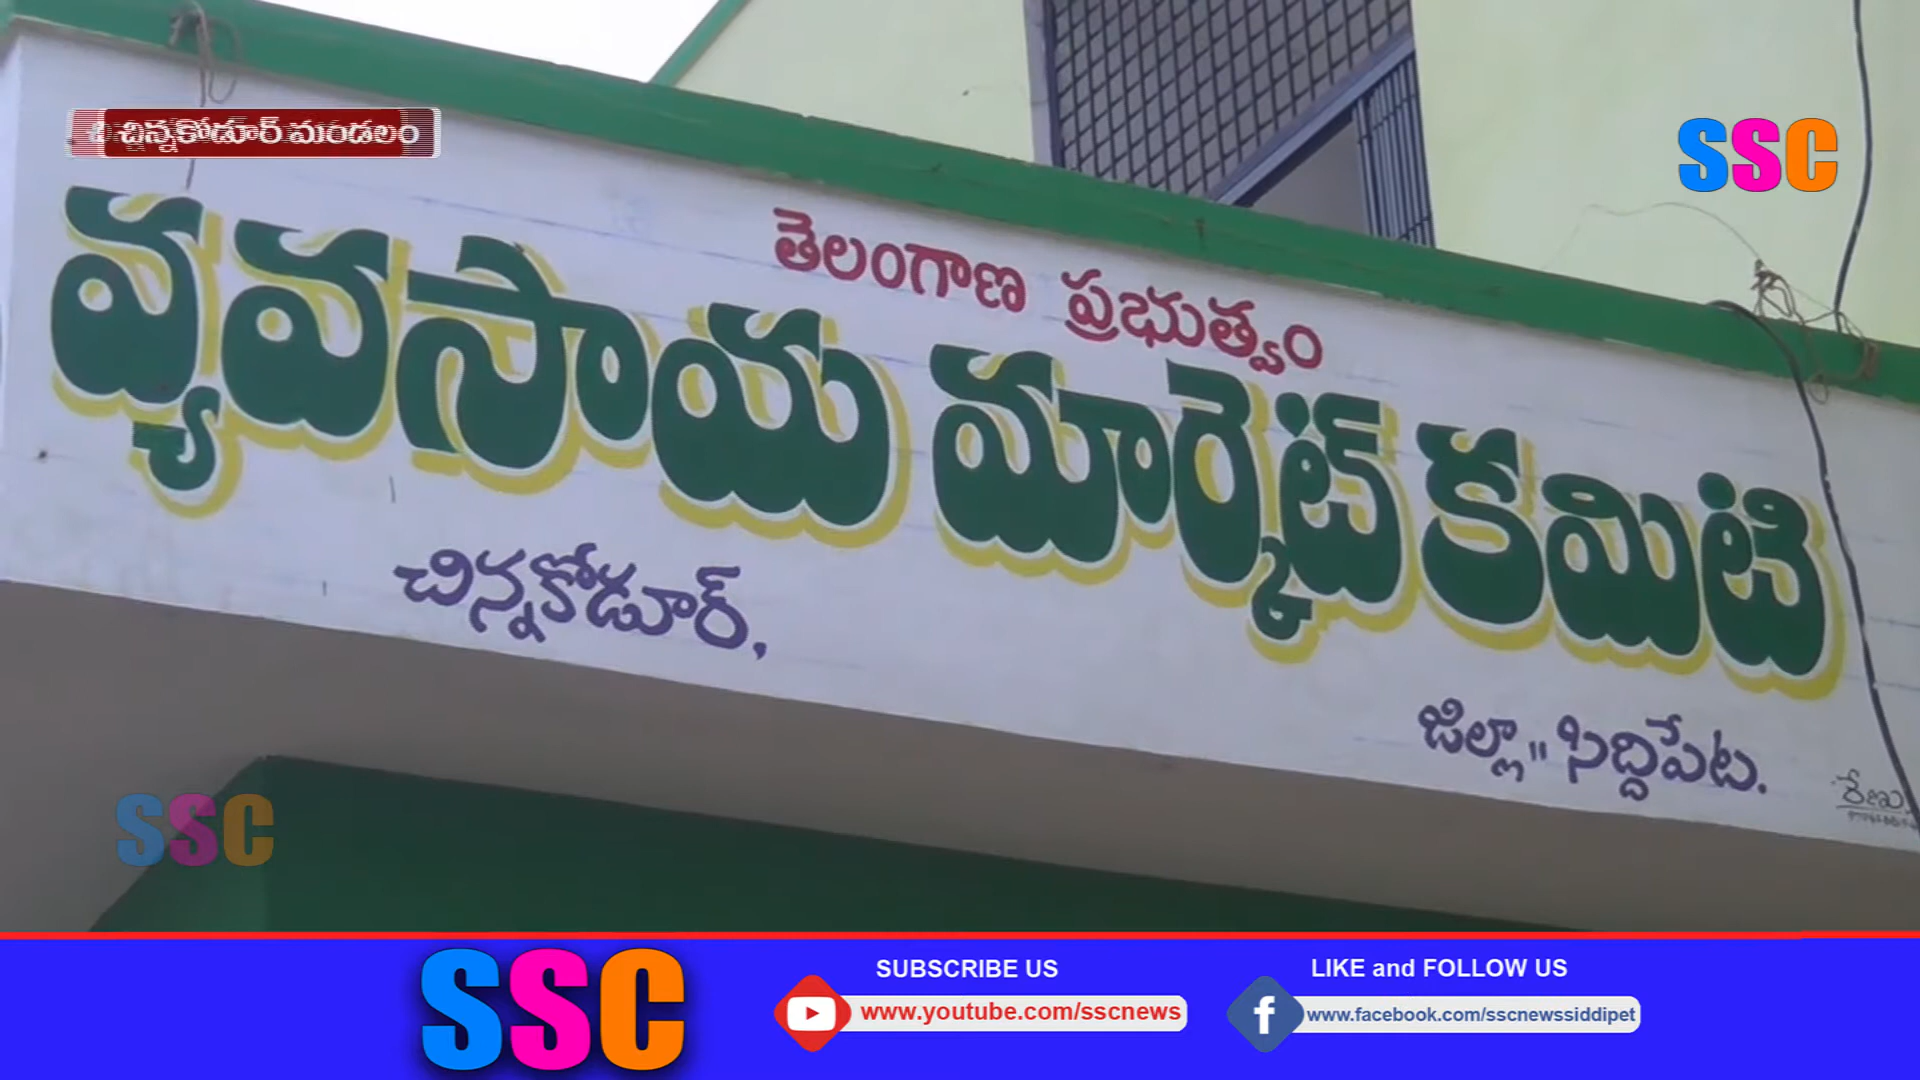 చిన్నకోడూర్ మండలం
SSC
తెలంగాణ ప్రభుత్వం
వ్యవసాయ మార్కెట్ కమిటి
చిన్నకోడూర్,
జిల్లా" సిద్దిపేట.
రేణు
SSC
SSC
SUBSCRIBE US
www.youtube.com/sscnews
LIKE and FOLLOW US
www.facebook.com/sscnewssiddipet